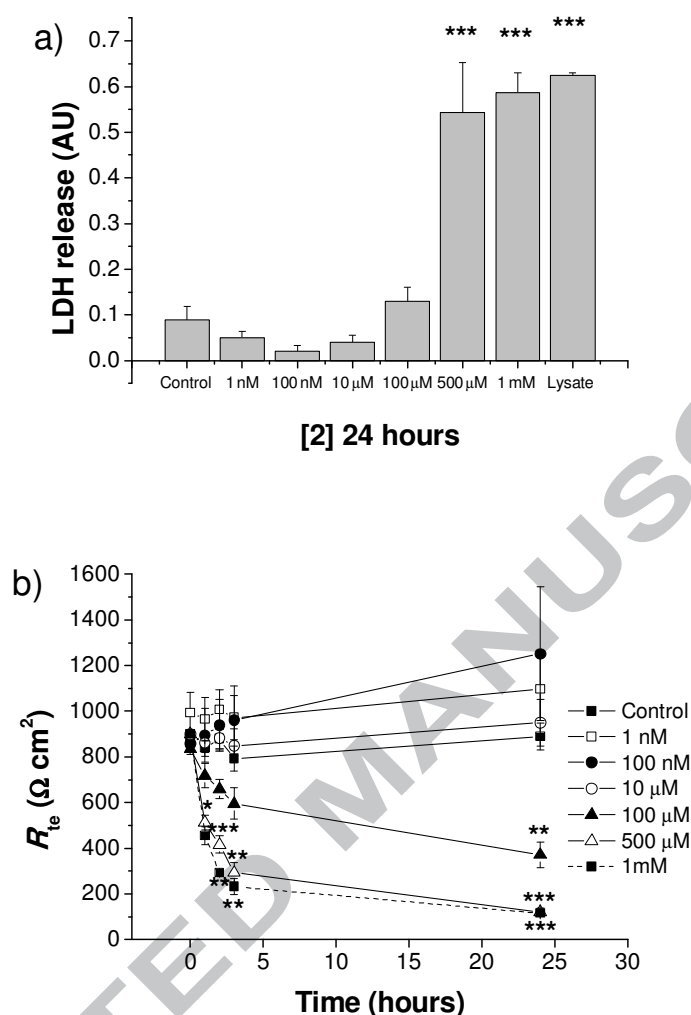 a)
LDH release (AU)
0.7
0.6
0.5
0.4
0.3
0.2
0.1
0.0
*** *** ***
Control 1 nM 100 nM 10 μM 100 μM 500 μM 1 mM Lysate
[2] 24 hours
b)
Rte (Ω cm²)
1600
1400
1200
1000
800
600
400
200
0
*
***
**
**
**
**
***
***
Control
1 nM
100 nM
10 μM
100 μM
500 μM
1mM
0 5 10 15 20 25 30
Time (hours)
TED MANUSC